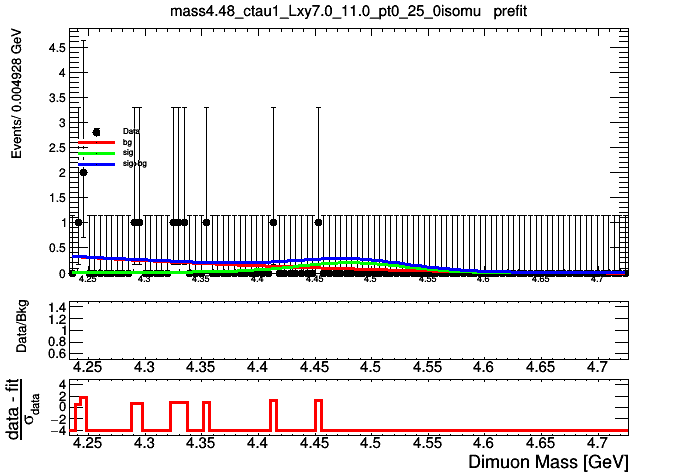 mass4.48_ctau1_Lxy7.0_11.0_pt0_25_0isomu prefit
Events/ 0.004928 GeV
4.5
4
3.5
3
2.5
2
1.5
1
0.5
0
Data
bg
sig
sig+bg
4.25 4.3 4.35 4.4 4.45 4.5 4.55 4.6 4.65 4.7
Data/Bkg
1.4
1.2
1
0.8
0.6
4.25 4.3 4.35 4.4 4.45 4.5 4.55 4.6 4.65 4.7
data - fit
σdata
4
2
0
−2
−4
4.25 4.3 4.35 4.4 4.45 4.5 4.55 4.6 4.65 4.7
Dimuon Mass [GeV]